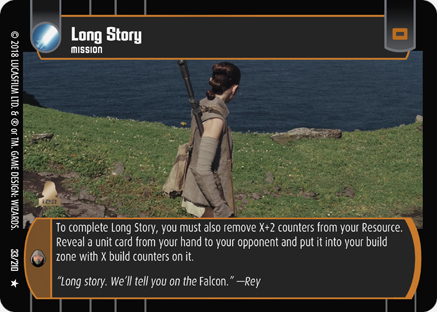 Long Story
MISSION
© 2018 LUCASFILM LTD. & ® or TM. GAME DESIGN: WIZARDS.
23/210
To complete Long Story, you must also remove X+2 counters from your Resource.
Reveal a unit card from your hand to your opponent and put it into your build
zone with X build counters on it.
“Long story. We’ll tell you on the Falcon.” —Rey